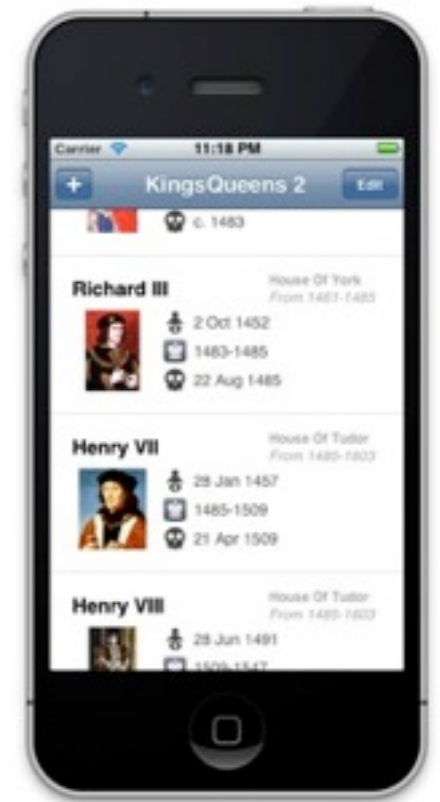 Carrier 11:18 PM
+ KingsQueens 2 Edit
c. 1483
Richard III
House Of York
From 1461-1485
2 Oct 1452
1483-1485
22 Aug 1485
Henry VII
House Of Tudor
From 1485-1603
28 Jan 1457
1485-1509
21 Apr 1509
Henry VIII
House Of Tudor
From 1485-1603
28 Jun 1491
1509-1547